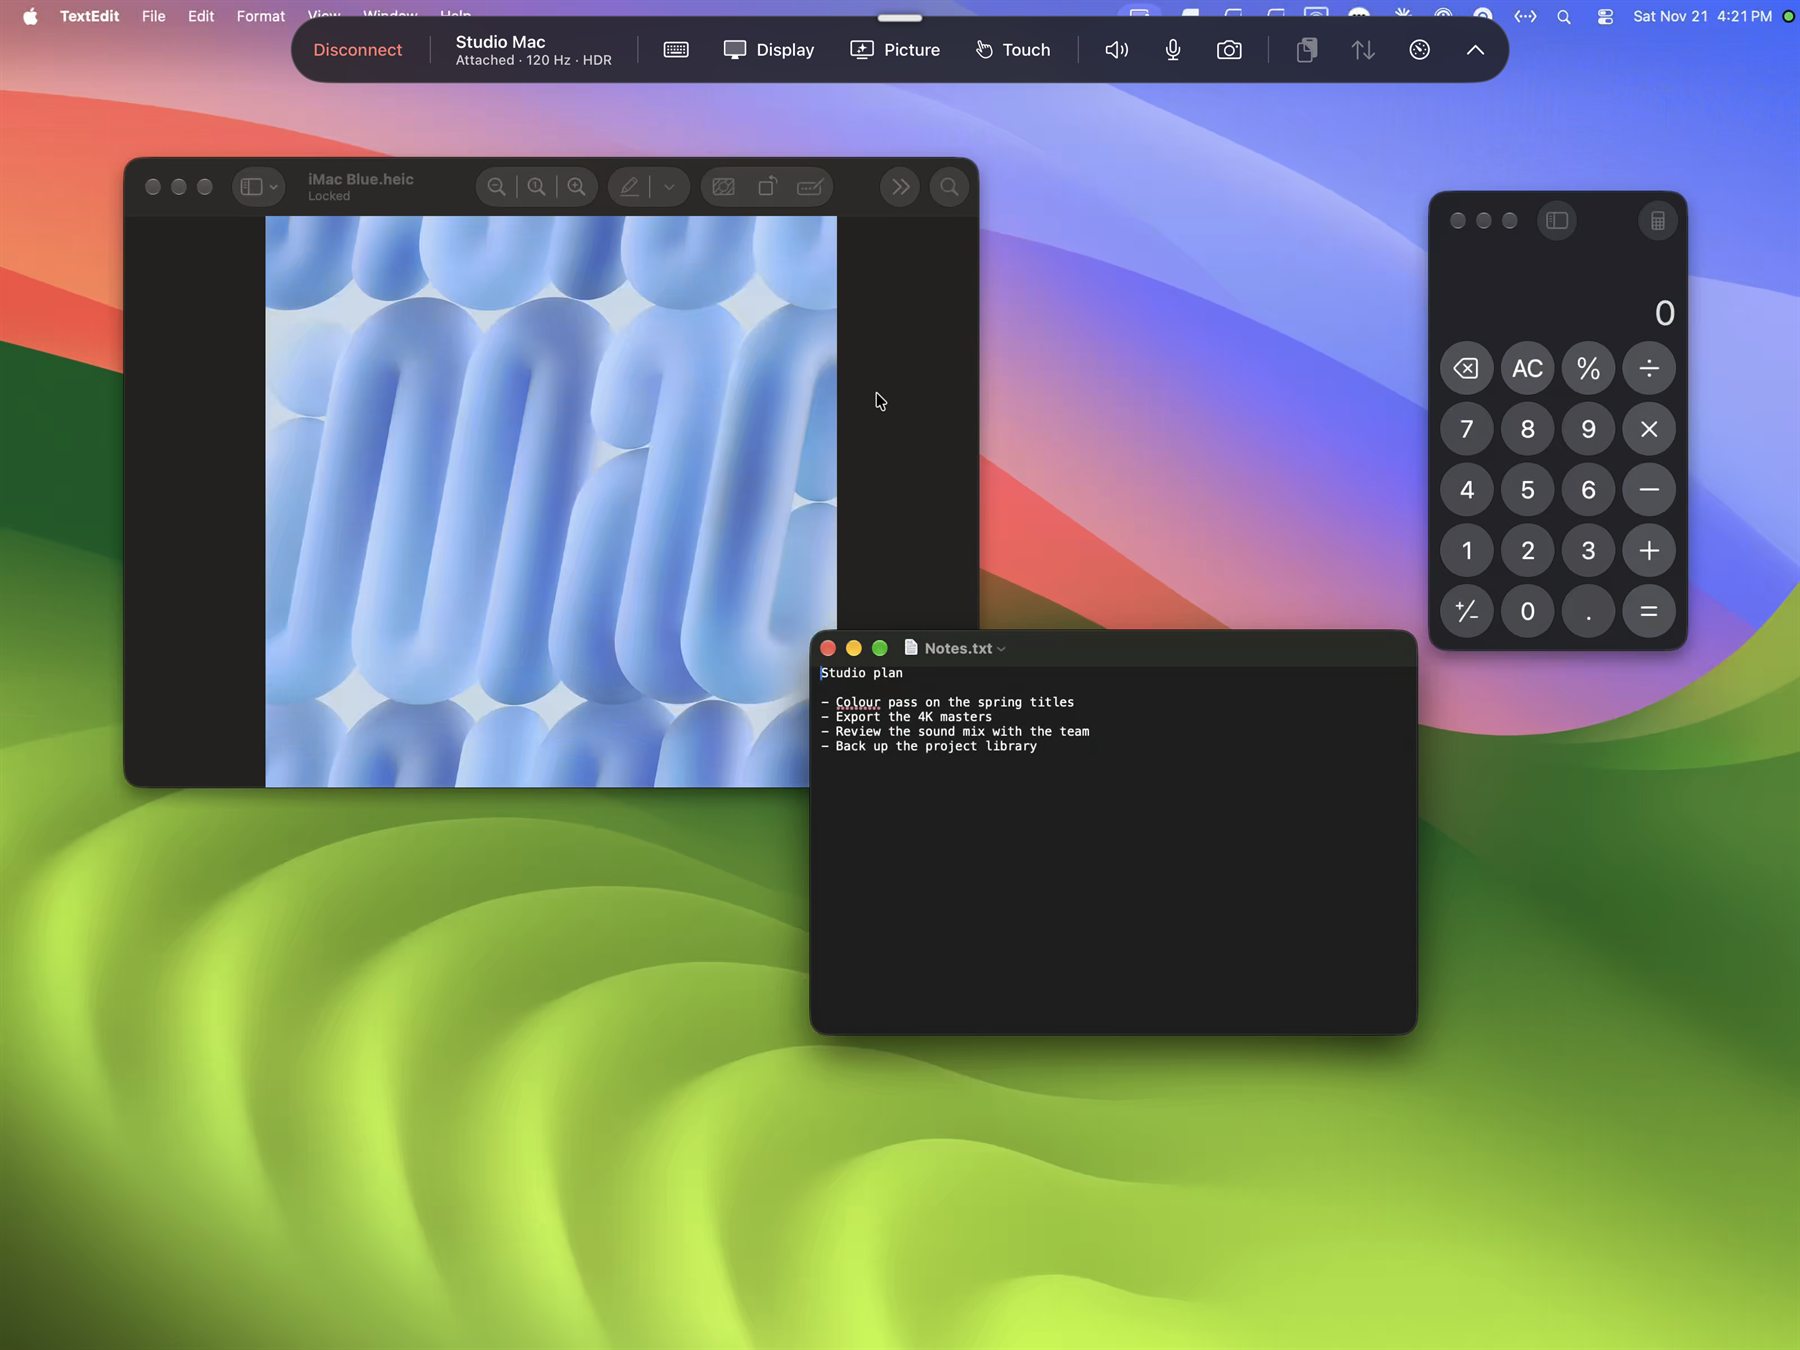 TextEdit File Edit Format View Window Help Sat Nov 21 4:21 PM
Disconnect
Studio Mac
Attached · 120 Hz · HDR
Display
Picture
Touch
iMac Blue.heic
Locked
0
AC % ÷
7 8 9 ×
4 5 6 −
1 2 3 +
+/− 0 . =
Notes.txt
Studio plan
– Colour pass on the spring titles
– Export the 4K masters
– Review the sound mix with the team
– Back up the project library